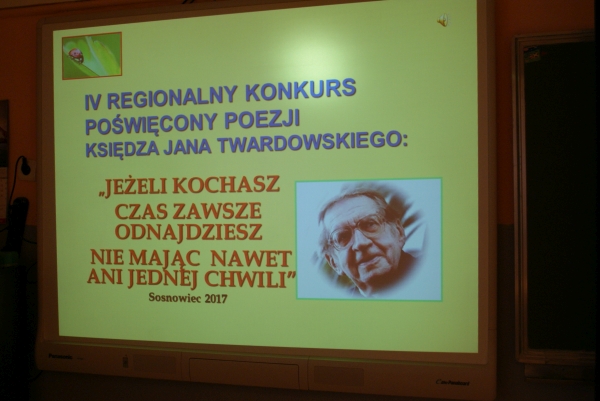 IV REGIONALNY KONKURS
POŚWIĘCONY POEZJI
KSIĘDZA JANA TWARDOWSKIEGO:
„JEŻELI KOCHASZ
CZAS ZAWSZE
ODNAJDZIESZ
NIE MAJĄC NAWET
ANI JEDNEJ CHWILI”
Sosnowiec 2017
Panasonic